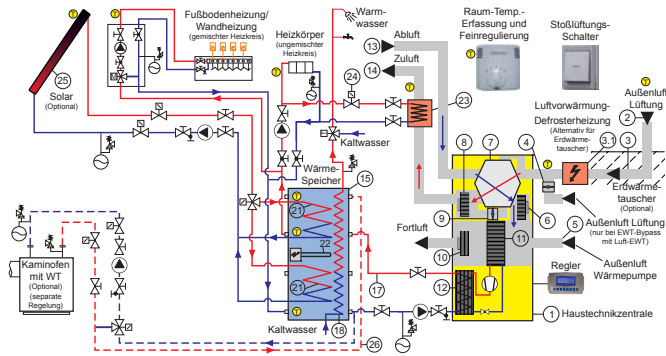 Fußbodenheizung/
Wandheizung
(gemischter Heizkreis)
Heizkörper
(ungemischter
Heizkreis)
Warm-
wasser
Raum-Temp.-
Erfassung und
Feinregulierung
Stoßlüftungs-
Schalter
Abluft
13
Zuluft
14
25
Solar
(Optional)
24
23
Luftvorwärmung-
Defrosterheizung
(Alternativ für
Erdwärme-
tauscher)
Außenluft
Lüftung
2
3.1
3
Erdwärme-
tauscher
(Optional)
4
Kaltwasser
Wärme-
Speicher
15
21
22
21
18
Kaltwasser
8
7
9
6
5
Außenluft Lüftung
(nur bei EWT-Bypass
mit Luft-EWT)
Fortluft
10
11
Außenluft
Wärmepumpe
12
17
Regler
1
Haustechnikzentrale
Kaminofen
mit WT
(Optional)
(separate
Regelung)
26
T
T
T
T
T
T
T
T
T
T